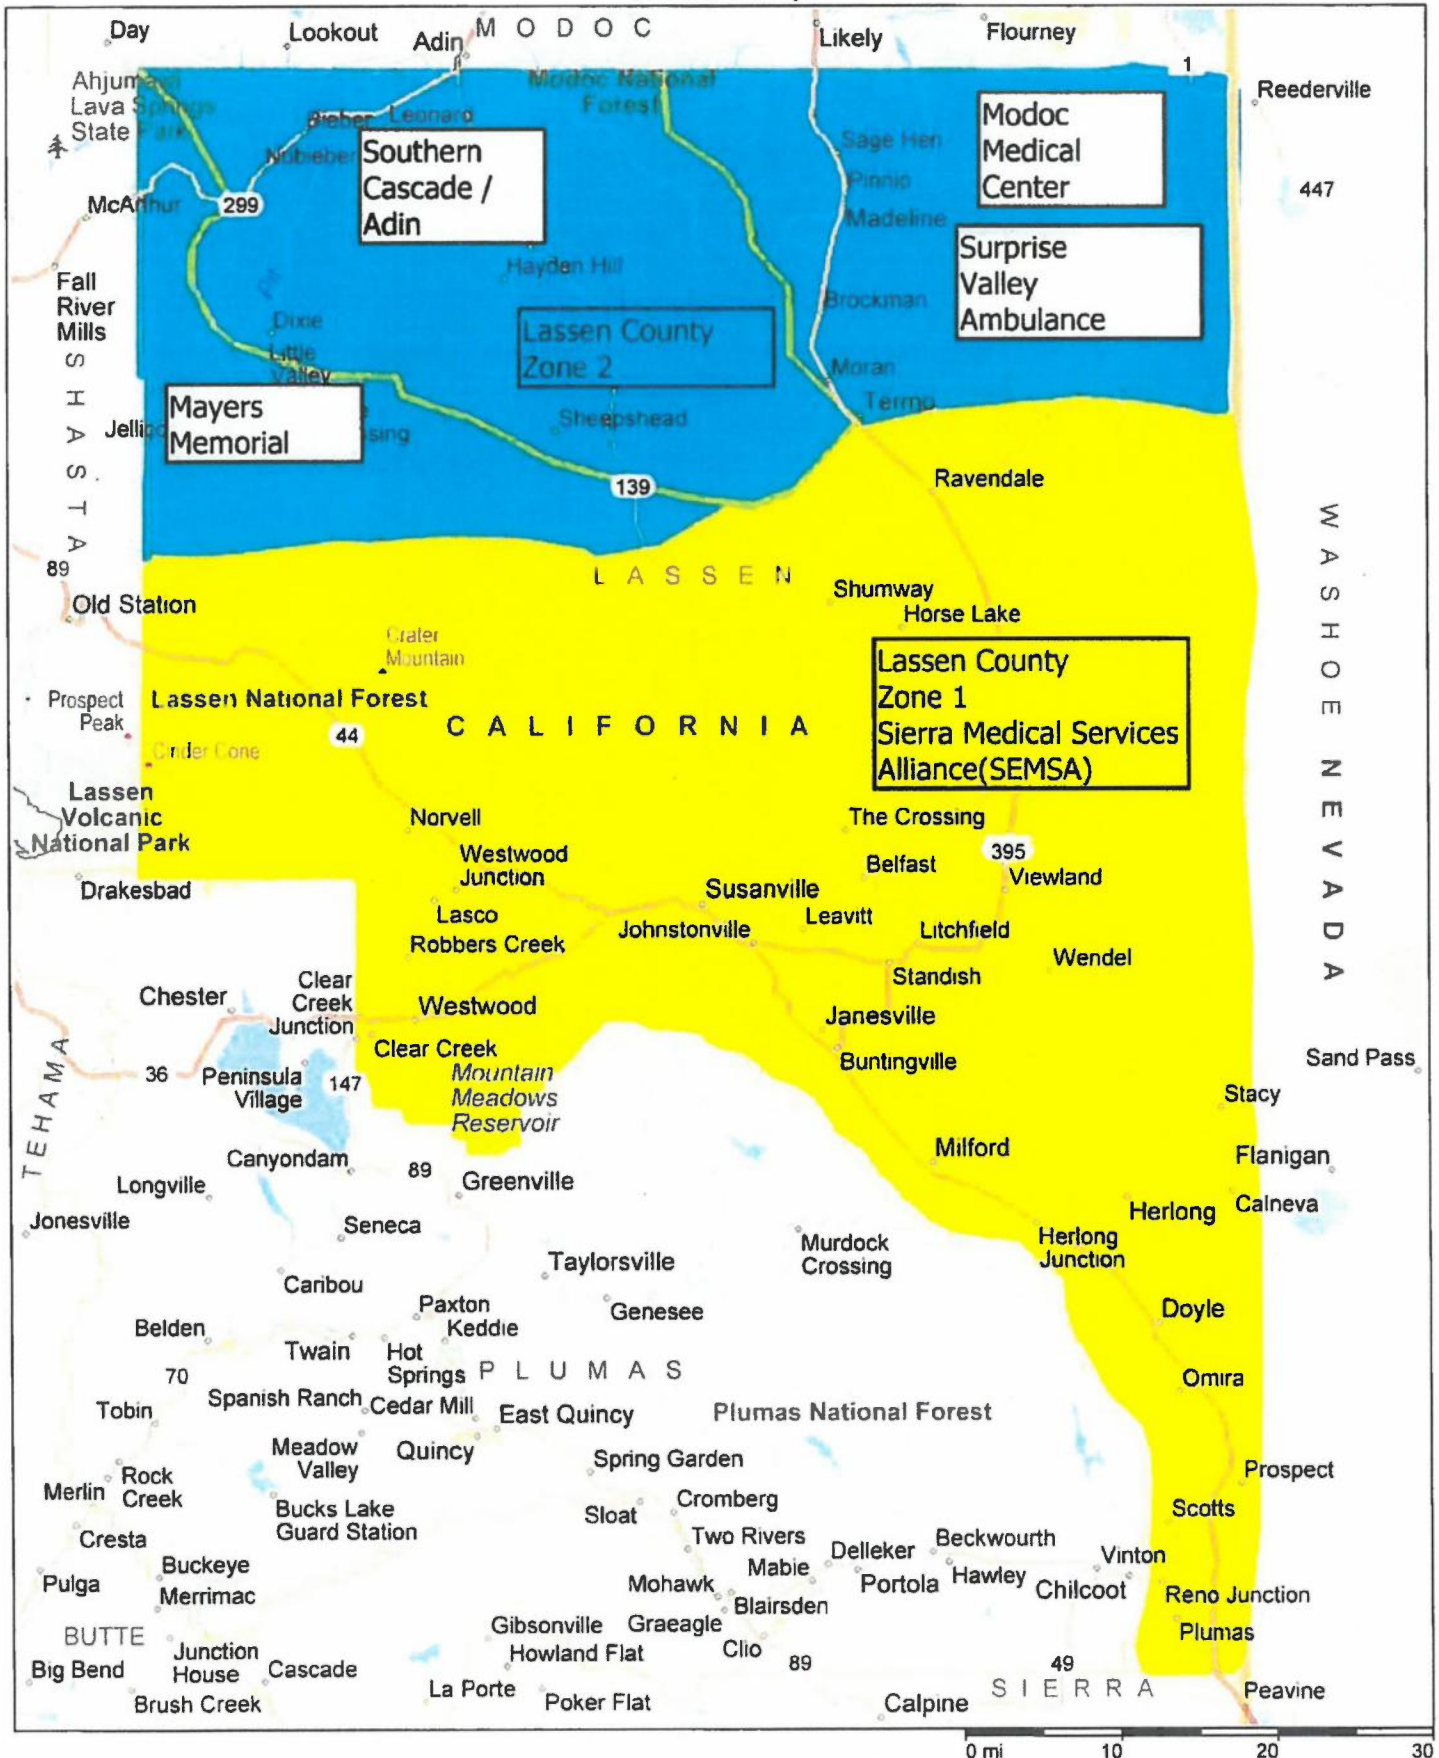 M O D O C
Day
Lookout
Adin
Likely
Flourney
1
Reederville
Ahjumawi
Lava Springs
State Park
Modoc National
Forest
Bieber
Leonard
Nubieber
Southern
Cascade /
Adin
Modoc
Medical
Center
Sage Hen
Pinnio
Madeline
447
McArthur
299
Surprise
Valley
Ambulance
Hayden Hill
Fall
River
Mills
Pit
Brockman
Dixie
Little
Valley
Lassen County
Zone 2
Moran
Termo
S H A S T A
Mayers
Memorial
Jellico
ssing
Sheepshead
139
Ravendale
W A S H O E
89
L A S S E N
Old Station
Shumway
Horse Lake
Crater
Mountain
Lassen County
Zone 1
Sierra Medical Services
Alliance(SEMSA)
Prospect
Peak
Lassen National Forest
44
C A L I F O R N I A
Cinder Cone
N E V A D A
Lassen
Volcanic
National Park
Norvell
The Crossing
395
Westwood
Junction
Belfast
Viewland
Drakesbad
Susanville
Lasco
Leavitt
Johnstonville
Litchfield
Robbers Creek
Wendel
Standish
Clear
Creek
Junction
Chester
Westwood
Janesville
Clear Creek
Buntingville
Sand Pass
T E H A M A
36
Peninsula
Village
147
Mountain
Meadows
Reservoir
Stacy
Milford
Flanigan
Canyondam
89
Greenville
Longville
Calneva
Herlong
Jonesville
Seneca
Murdock
Crossing
Herlong
Junction
Taylorsville
Caribou
Paxton
Genesee
Doyle
Belden
Keddie
Twain
Hot
Springs
P L U M A S
70
Omira
Spanish Ranch
Cedar Mill
Tobin
East Quincy
Plumas National Forest
Meadow
Valley
Quincy
Spring Garden
Prospect
Rock
Creek
Merlin
Cromberg
Bucks Lake
Guard Station
Sloat
Scotts
Cresta
Two Rivers
Beckwourth
Delleker
Vinton
Buckeye
Mabie
Hawley
Pulga
Mohawk
Portola
Chilcoot
Merrimac
Blairsden
Reno Junction
Gibsonville
Graeagle
Plumas
BUTTE
Junction
House
Howland Flat
Clio
89
49
Big Bend
Cascade
La Porte
S I E R R A
Peavine
Brush Creek
Poker Flat
Calpine
0 mi 10 20 30